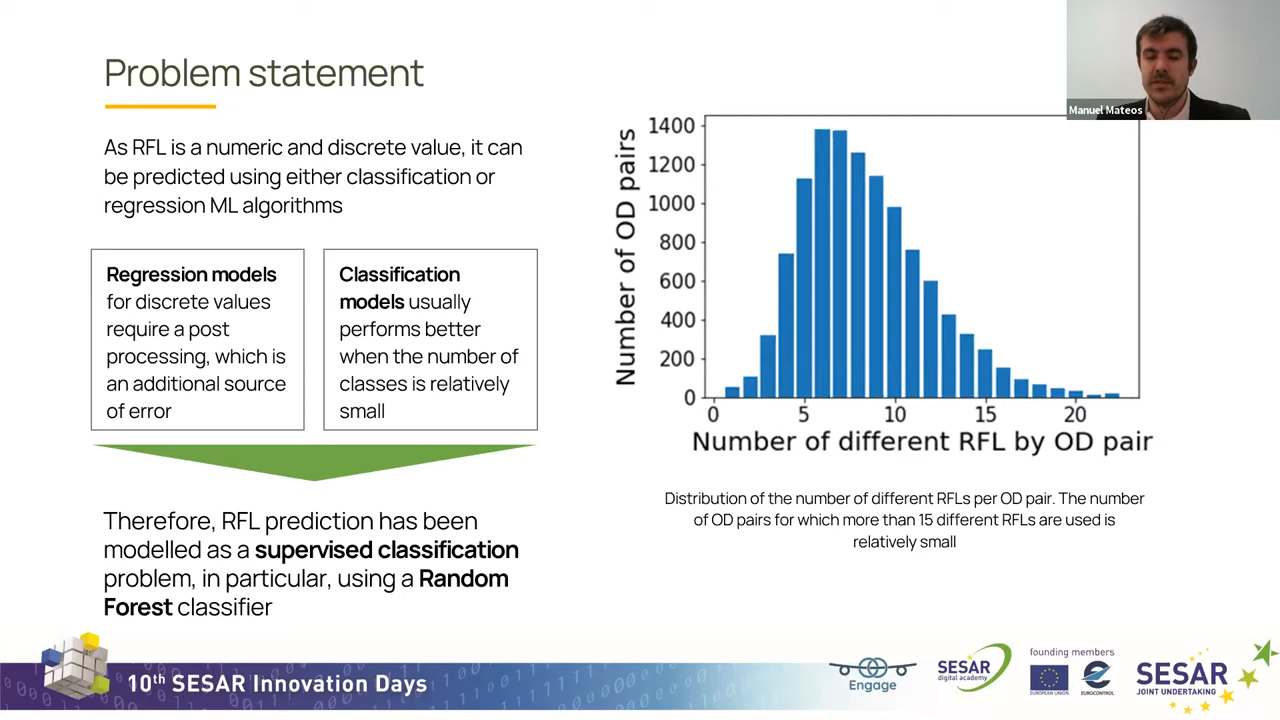 Problem statement
As RFL is a numeric and discrete value, it can
be predicted using either classification or
regression ML algorithms
Regression models
for discrete values
require a post
processing, which is
an additional source
of error
Classification
models usually
performs better
when the number of
classes is relatively
small
Therefore, RFL prediction has been
modelled as a supervised classification
problem, in particular, using a Random
Forest classifier
Manuel Mateos
Number of OD pairs
1400
1200
1000
800
600
400
200
0
0 5 10 15 20
Number of different RFL by OD pair
Distribution of the number of different RFLs per OD pair. The number
of OD pairs for which more than 15 different RFLs are used is
relatively small
10th SESAR Innovation Days
Engage
SESAR
digital academy
founding members
EUROPEAN UNION
EUROCONTROL
SESAR
JOINT UNDERTAKING